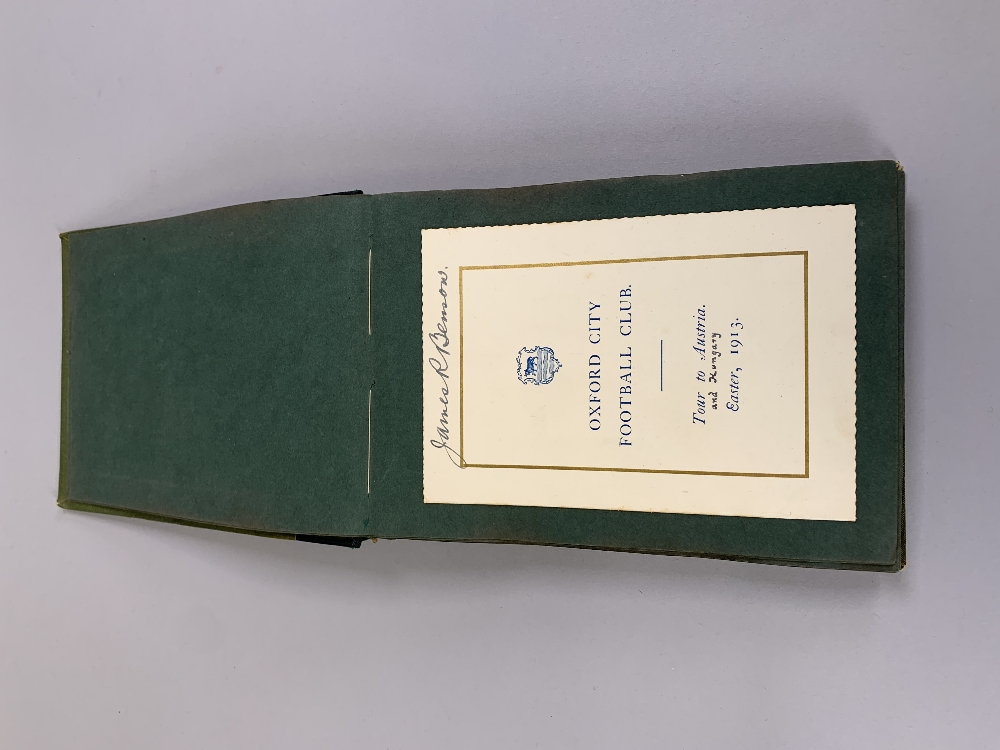 James R Benson.
OXFORD CITY
FOOTBALL CLUB.
Tour to Austria.
and Hungary
Easter, 1913.